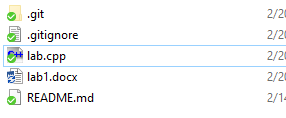 .git 2/20
.gitignore 2/20
lab.cpp 2/20
lab1.docx 2/20
README.md 2/14